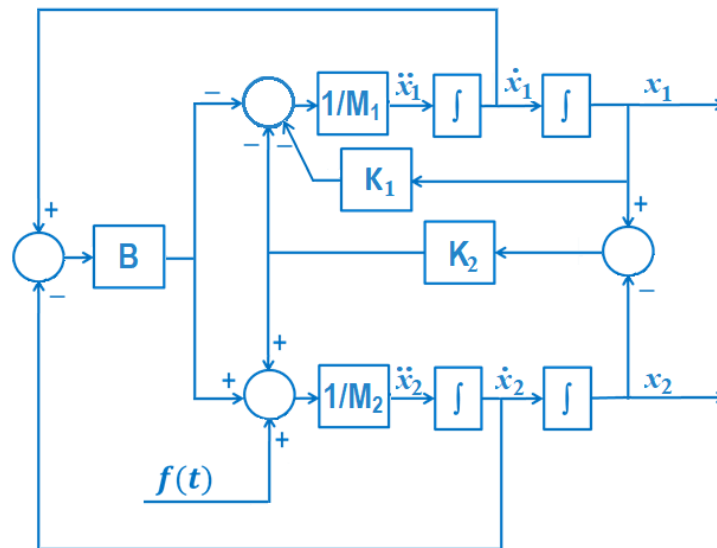 − 1/M₁ ẍ₁ ∫ ẋ₁ ∫ x₁
− −
K₁
+ +
B K₂
− −
+
+ 1/M₂ ẍ₂ ∫ ẋ₂ ∫ x₂
+
f(t)